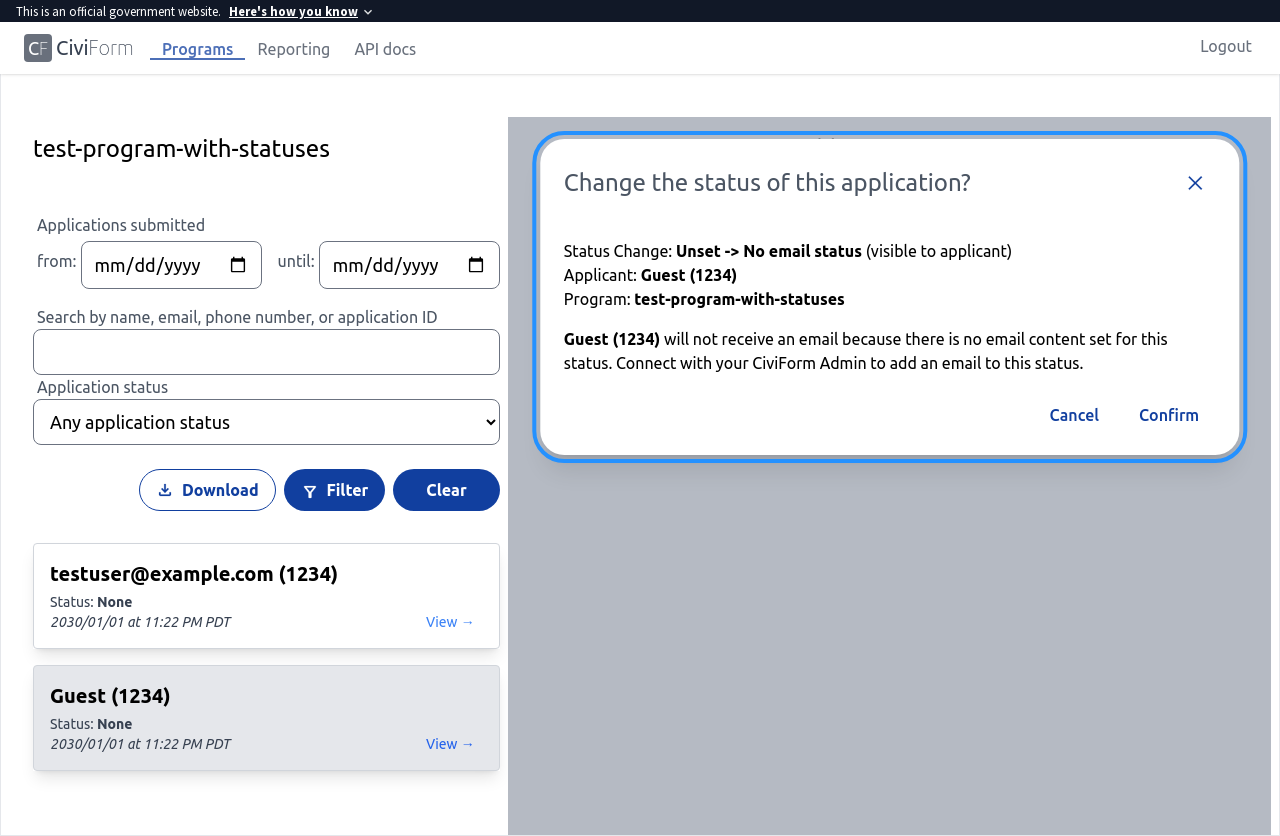 This is an official government website. Here's how you know
CF CiviForm Programs Reporting API docs Logout
test-program-with-statuses
Applications submitted
from: mm/dd/yyyy until: mm/dd/yyyy
Search by name, email, phone number, or application ID
Application status
Any application status
Download Filter Clear
testuser@example.com (1234)
Status: None
2030/01/01 at 11:22 PM PDT View →
Guest (1234)
Status: None
2030/01/01 at 11:22 PM PDT View →
Change the status of this application?
Status Change: Unset -> No email status (visible to applicant)
Applicant: Guest (1234)
Program: test-program-with-statuses
Guest (1234) will not receive an email because there is no email content set for this
status. Connect with your CiviForm Admin to add an email to this status.
Cancel Confirm